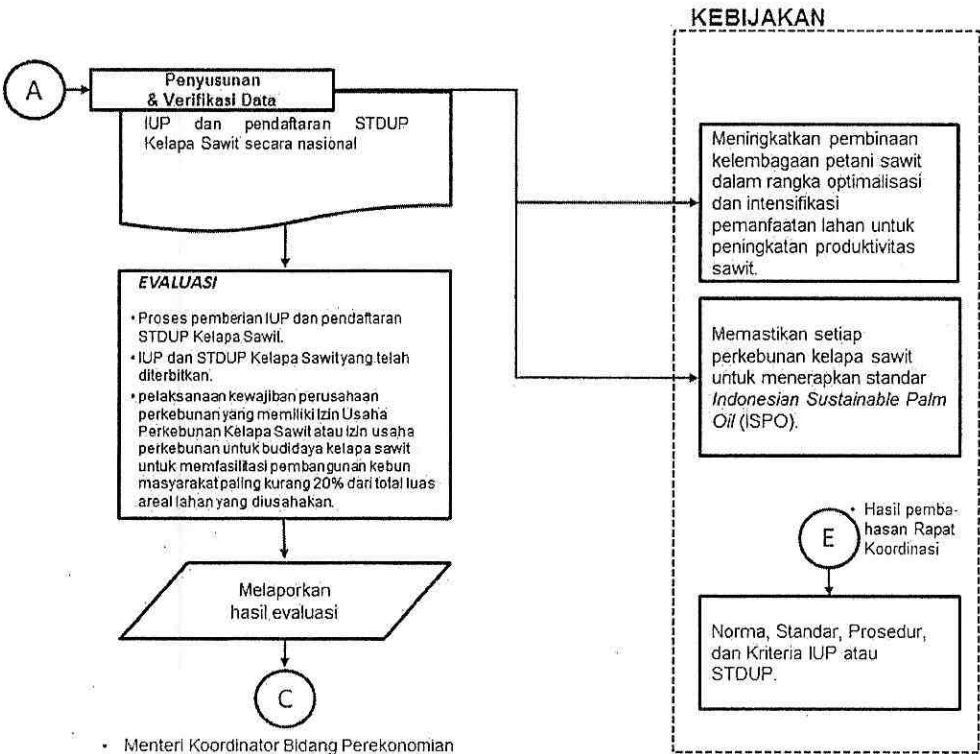 KEBIJAKAN
A
Penyusunan
& Verifikasi Data
IUP dan pendaftaran STDUP
Kelapa Sawit secara nasional
EVALUASI
• Proses pemberian IUP dan pendaftaran
STDUP Kelapa Sawit.
• IUP dan STDUP Kelapa Sawit yang telah
diterbitkan.
• pelaksanaan kewajiban perusahaan
perkebunan yang memiliki Izin Usaha
Perkebunan Kelapa Sawit atau izin usaha
perkebunan untuk budidaya kelapa sawit
untuk memfasilitasi pembangunan kebun
masyarakat paling kurang 20% dari total luas
areal lahan yang diusahakan.
Melaporkan
hasil evaluasi
C
• Menteri Koordinator Bidang Perekonomian
Meningkatkan pembinaan
kelembagaan petani sawit
dalam rangka optimalisasi
dan intensifikasi
pemanfaatan lahan untuk
peningkatan produktivitas
sawit.
Memastikan setiap
perkebunan kelapa sawit
untuk menerapkan standar
Indonesian Sustainable Palm
Oil (ISPO).
E
• Hasil pemba-
hasan Rapat
Koordinasi
Norma, Standar, Prosedur,
dan Kriteria IUP atau
STDUP.